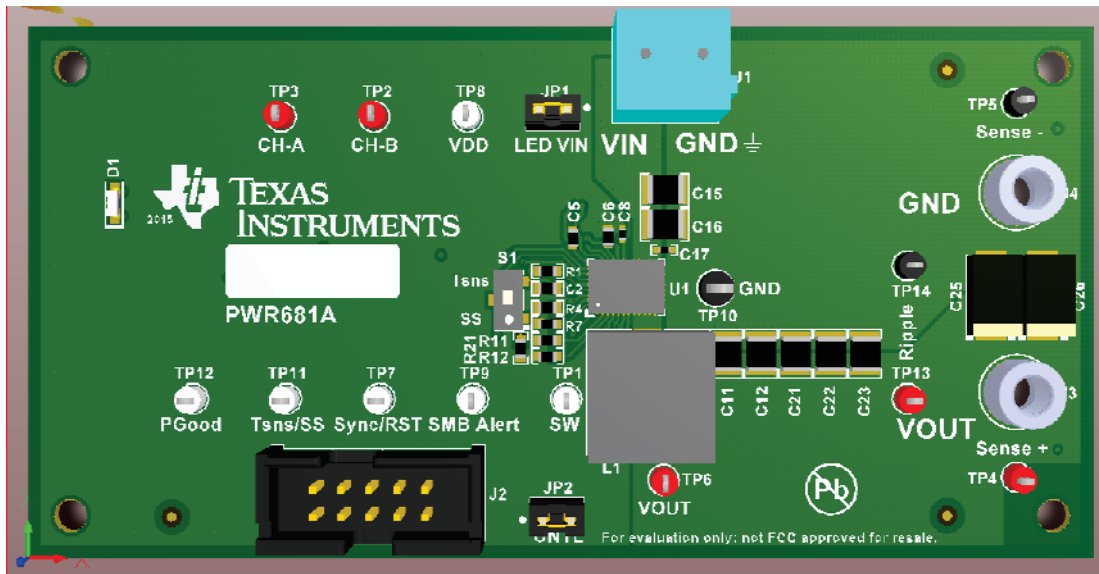 TP3
CH-A
TP2
CH-B
TP8
VDD
JP1
LED VIN
J1
VIN
GND
TP5
Sense -
D1
2015
TEXAS
INSTRUMENTS
PWR681A
C5
C6
C8
C15
C16
C17
GND
S1
Isns
SS
R1
C2
R4
R7
R11
R12
R21
U1
GND
TP10
TP14
Ripple
TP13
VOUT
C25
C11
C12
C21
C22
C23
TP12
PGood
TP11
Tsns/SS
TP7
Sync/RST
TP9
SMB Alert
TP1
SW
L1
TP6
VOUT
Sense +
TP4
J2
JP2
Pb
For evaluation only; not FCC approved for resale.